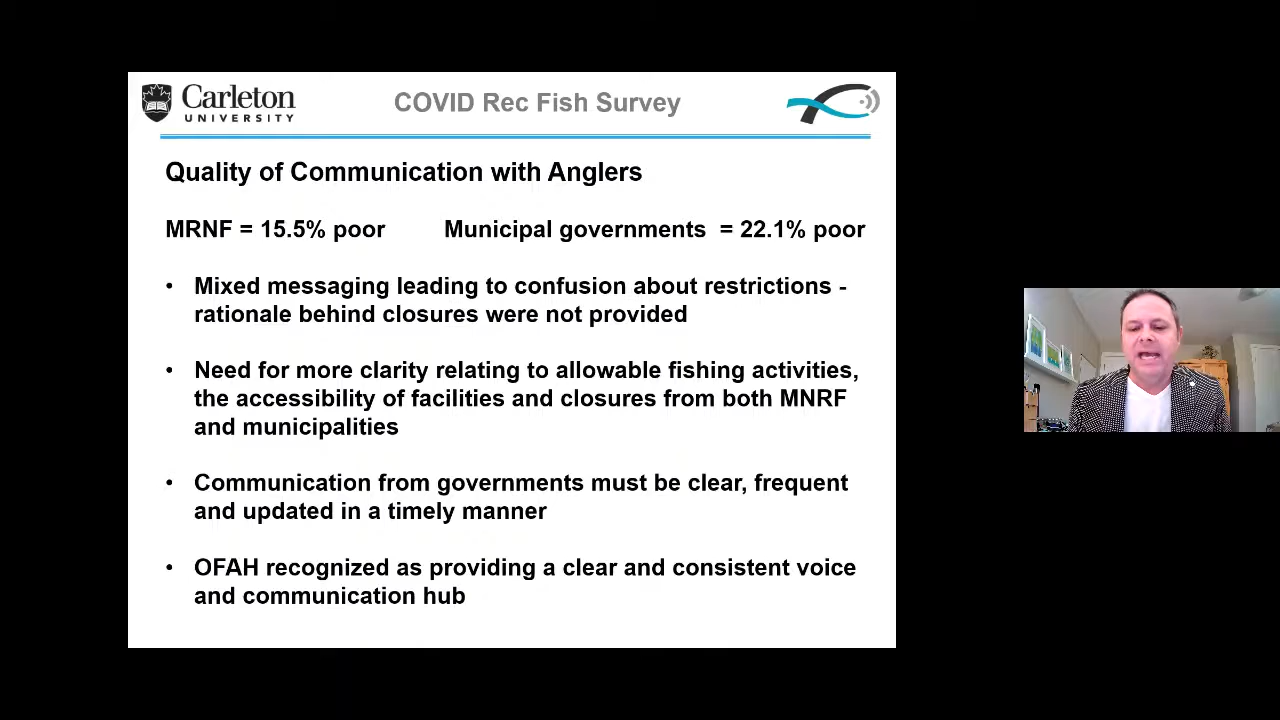 Carleton
UNIVERSITY
COVID Rec Fish Survey
Quality of Communication with Anglers
MRNF = 15.5% poor Municipal governments = 22.1% poor
• Mixed messaging leading to confusion about restrictions -
rationale behind closures were not provided
• Need for more clarity relating to allowable fishing activities,
the accessibility of facilities and closures from both MNRF
and municipalities
• Communication from governments must be clear, frequent
and updated in a timely manner
• OFAH recognized as providing a clear and consistent voice
and communication hub